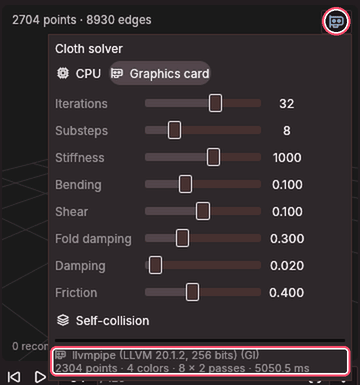 2704 points · 8930 edges
Cloth solver
CPU
Graphics card
Iterations 32
Substeps 8
Stiffness 1000
Bending 0.100
Shear 0.100
Fold damping 0.300
Damping 0.020
Friction 0.400
Self-collision
0 recor
llvmpipe (LLVM 20.1.2, 256 bits) (GI)
2304 points · 4 colors · 8 × 2 passes · 5050.5 ms